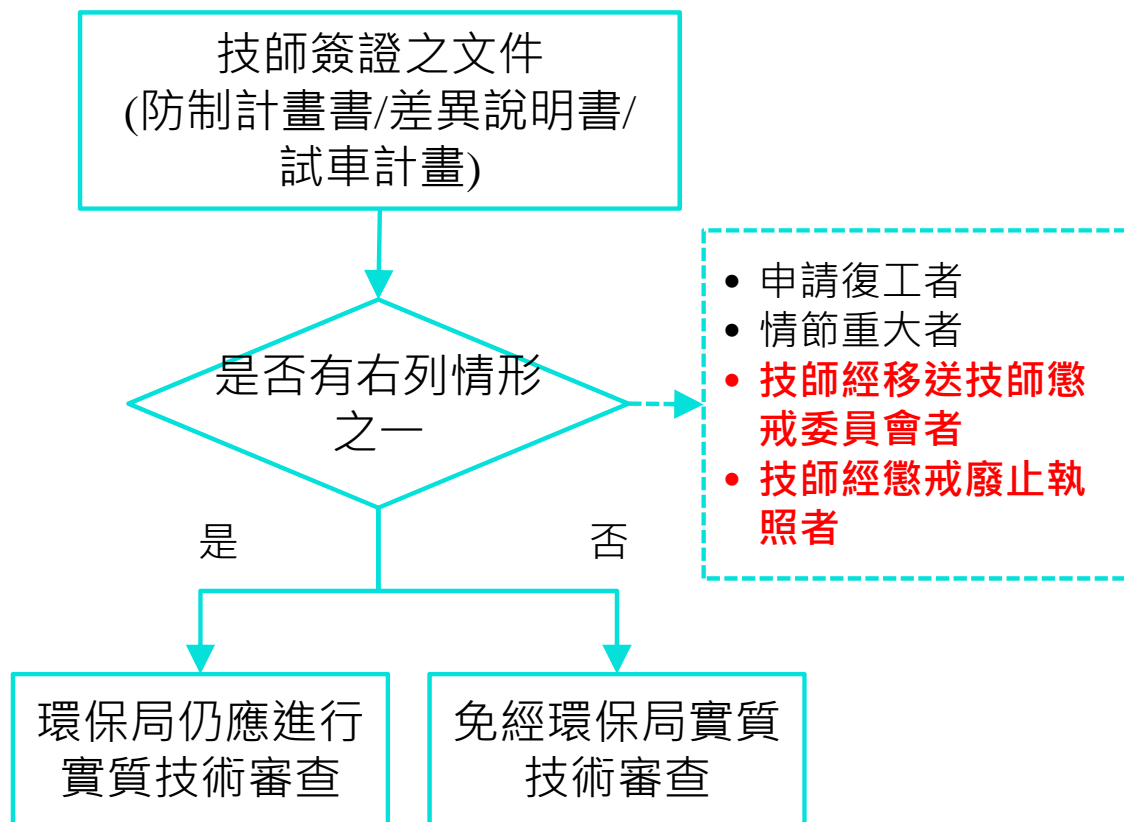 技師簽證之文件
(防制計畫書/差異說明書/
試車計畫)
是否有右列情形
之一
• 申請復工者
• 情節重大者
• 技師經移送技師懲
戒委員會者
• 技師經懲戒廢止執
照者
是
否
環保局仍應進行
實質技術審查
免經環保局實質
技術審查